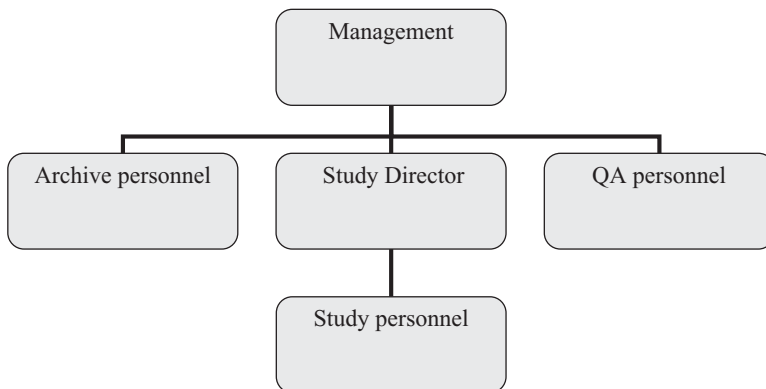 Management
Archive personnel
Study Director
QA personnel
Study personnel